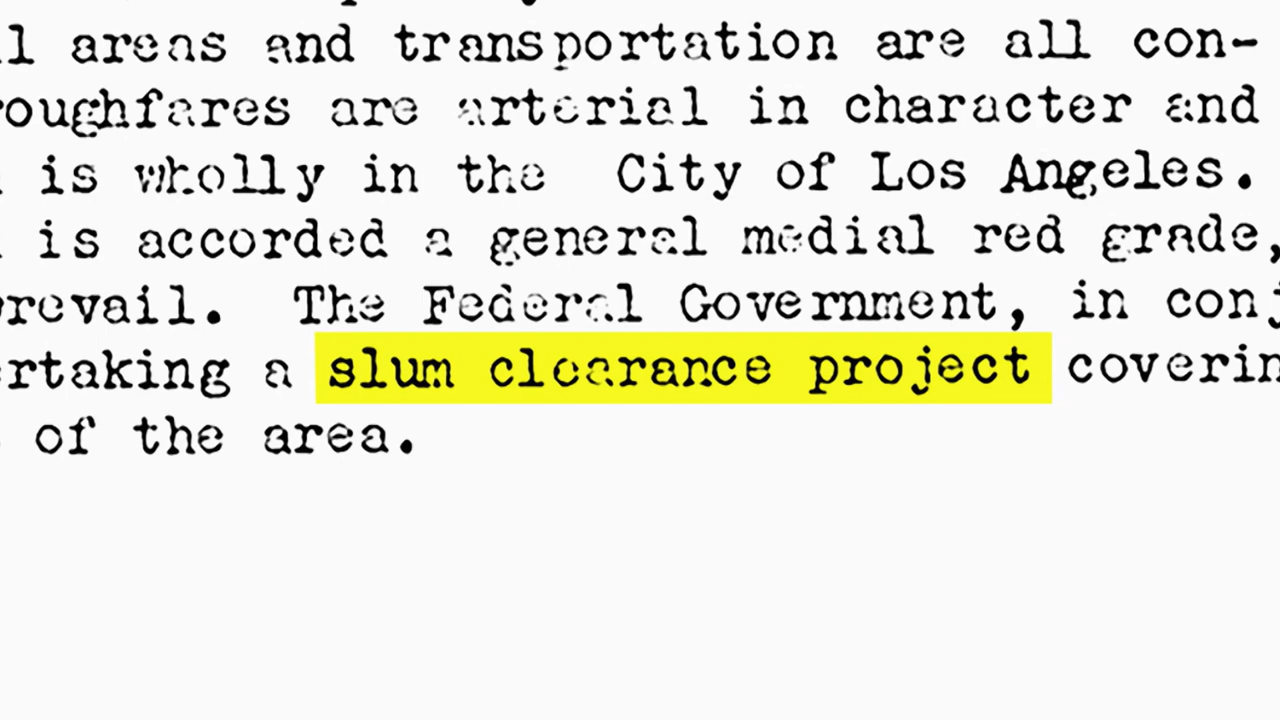 l areas and transportation are all con-
roughfares are arterial in character and
is wholly in the City of Los Angeles.
is accorded a general medial red grade,
prevail. The Federal Government, in conj
ertaking a slum clearance project coverin
of the area.